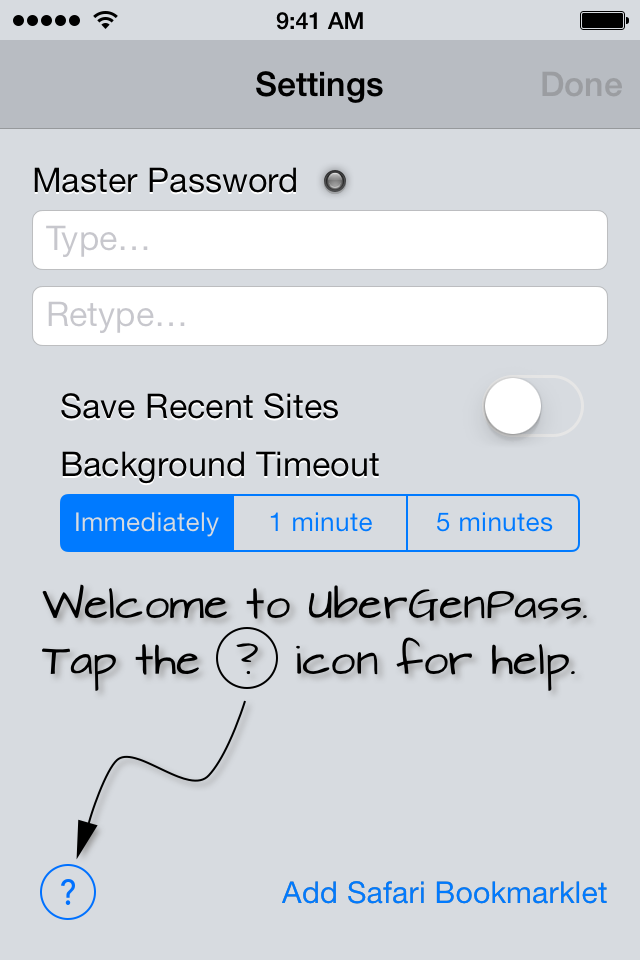 9:41 AM
Settings
Done
Master Password
Type...
Retype...
Save Recent Sites
Background Timeout
Immediately 1 minute 5 minutes
Welcome to UberGenPass.
Tap the ? icon for help.
? Add Safari Bookmarklet